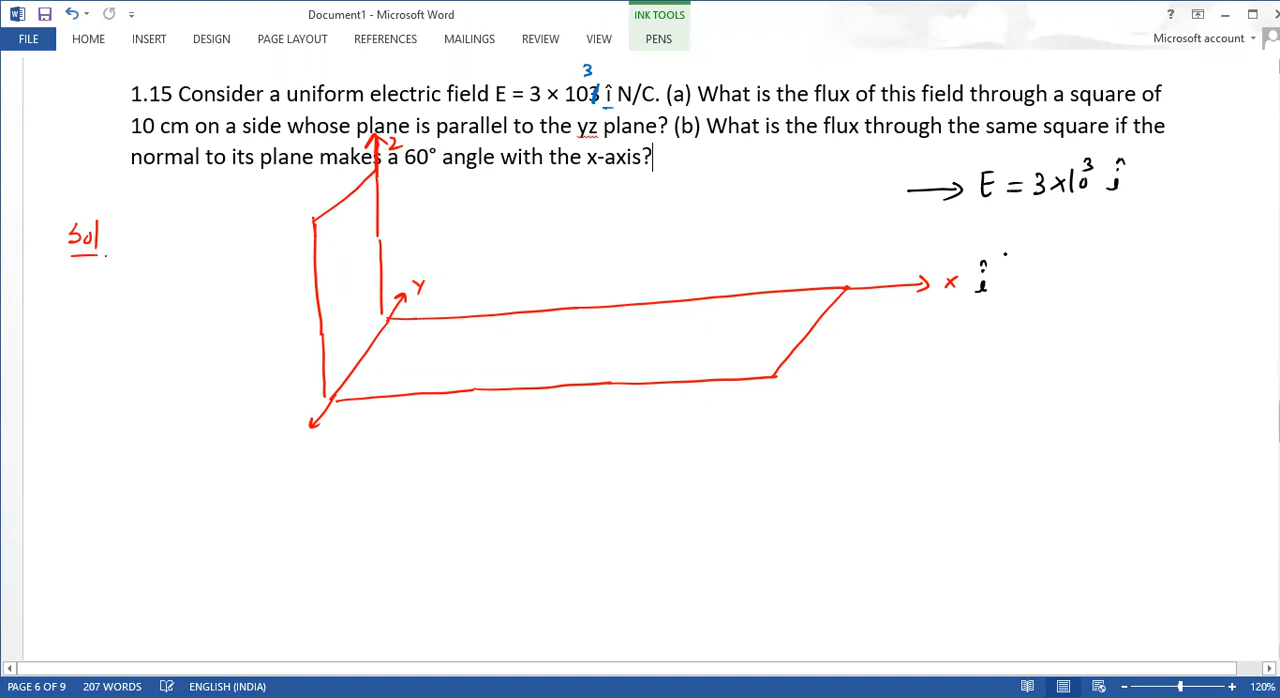 Document1 - Microsoft Word
INK TOOLS
?
FILE HOME INSERT DESIGN PAGE LAYOUT REFERENCES MAILINGS REVIEW VIEW PENS
Microsoft account
3
1.15 Consider a uniform electric field E = 3 × 103 î N/C. (a) What is the flux of this field through a square of
10 cm on a side whose plane is parallel to the yz plane? (b) What is the flux through the same square if the
normal to its plane makes a 60° angle with the x-axis?
Z
E = 3 × 10³ î
Sol
Y
x î
PAGE 6 OF 9 207 WORDS ENGLISH (INDIA) 120%